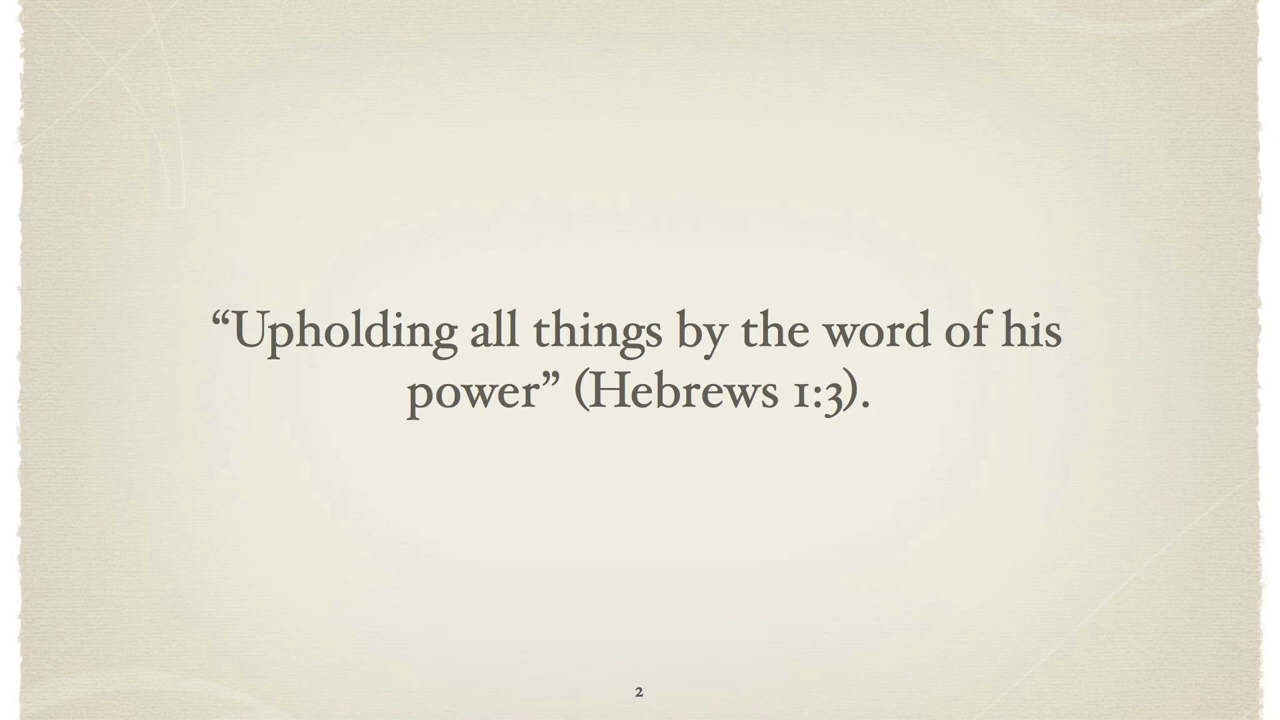 “Upholding all things by the word of his
power” (Hebrews 1:3).
2